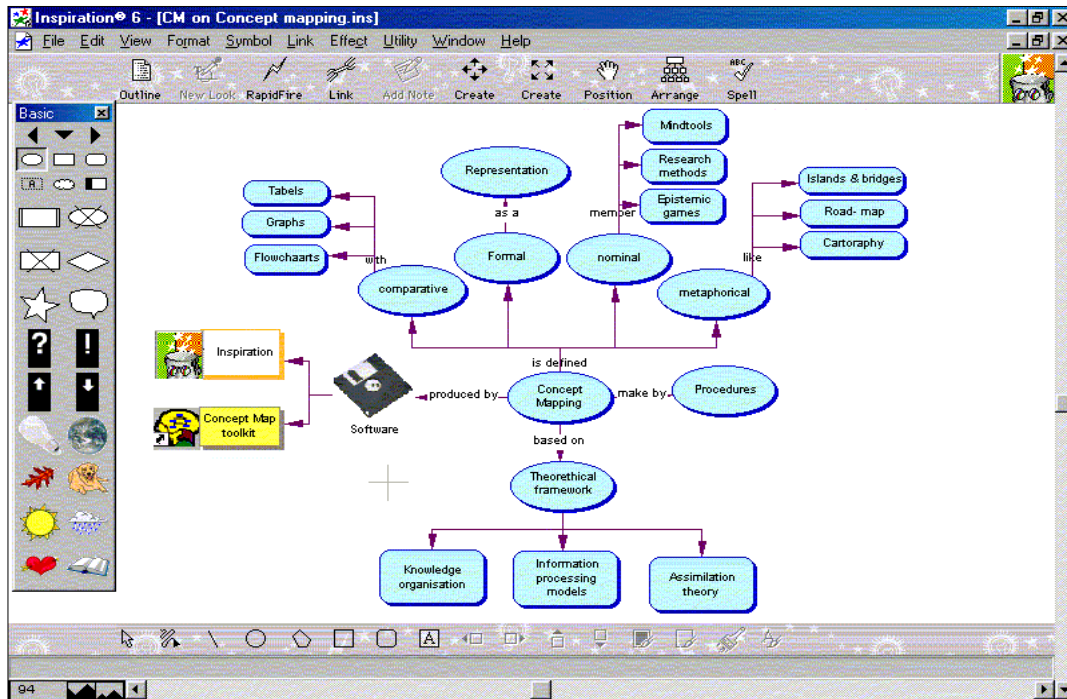 Inspiration® 6 - [CM on Concept mapping.ins]
File Edit View Format Symbol Link Effect Utility Window Help
Outline New Look RapidFire Link Add Note Create Create Position Arrange Spell
ABC
Basic
A
?
!
Mindtools
Research
methods
Epistemic
games
Representation
Islands & bridges
Road- map
Cartoraphy
Tabels
Graphs
Flowchaarts
as a
member
with
like
Formal
nominal
comparative
metaphorical
is defined
Inspiration
Concept Map
toolkit
Software
produced by
Concept
Mapping
make by
Procedures
based on
Theorethical
framework
Knowledge
organisation
Information
processing
models
Assimilation
theory
A
94